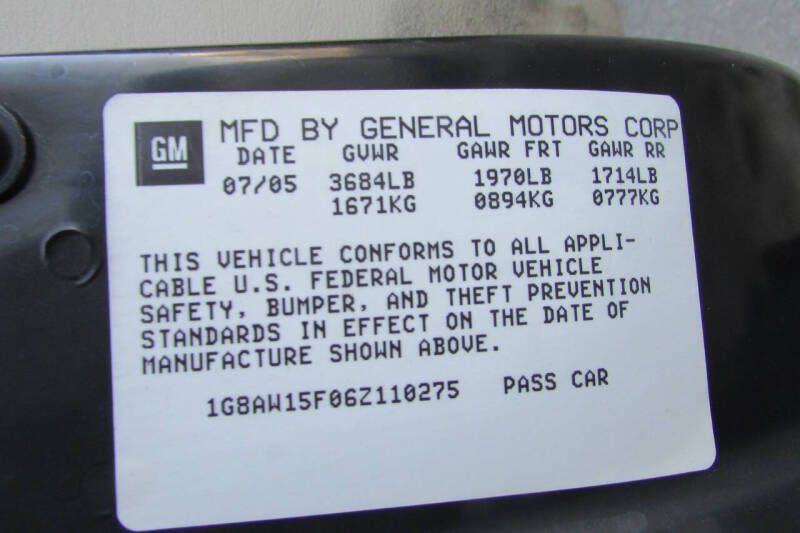 GM MFD BY GENERAL MOTORS CORP
DATE GVWR GAWR FRT GAWR RR
07/05 3684LB 1970LB 1714LB
1671KG 0894KG 0777KG
THIS VEHICLE CONFORMS TO ALL APPLI-
CABLE U.S. FEDERAL MOTOR VEHICLE
SAFETY, BUMPER, AND THEFT PREVENTION
STANDARDS IN EFFECT ON THE DATE OF
MANUFACTURE SHOWN ABOVE.
1G8AW15F06Z110275 PASS CAR